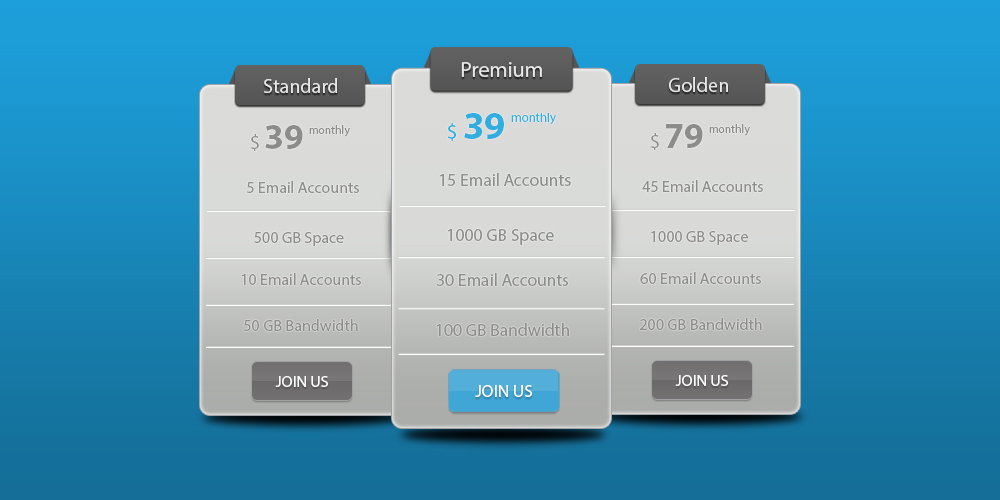 Standard
$ 39 monthly
5 Email Accounts
500 GB Space
10 Email Accounts
50 GB Bandwidth
JOIN US
Premium
$ 39 monthly
15 Email Accounts
1000 GB Space
30 Email Accounts
100 GB Bandwidth
JOIN US
Golden
$ 79 monthly
45 Email Accounts
1000 GB Space
60 Email Accounts
200 GB Bandwidth
JOIN US